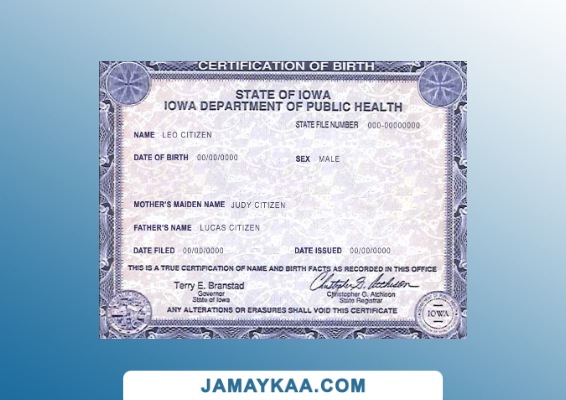 CERTIFICATION OF BIRTH
STATE OF IOWA
IOWA DEPARTMENT OF PUBLIC HEALTH
STATE FILE NUMBER 000-00000000
NAME LEO CITIZEN
DATE OF BIRTH 00/00/0000 SEX MALE
MOTHER'S MAIDEN NAME JUDY CITIZEN
FATHER'S NAME LUCAS CITIZEN
DATE FILED 00/00/0000 DATE ISSUED 00/00/0000
THIS IS A TRUE CERTIFICATION OF NAME AND BIRTH FACTS AS RECORDED IN THIS OFFICE
Terry E. Branstad
Governor
State of Iowa
Christopher G. Atchison
State Registrar
IOWA
ANY ALTERATIONS OR ERASURES SHALL VOID THIS CERTIFICATE
JAMAYKAA.COM